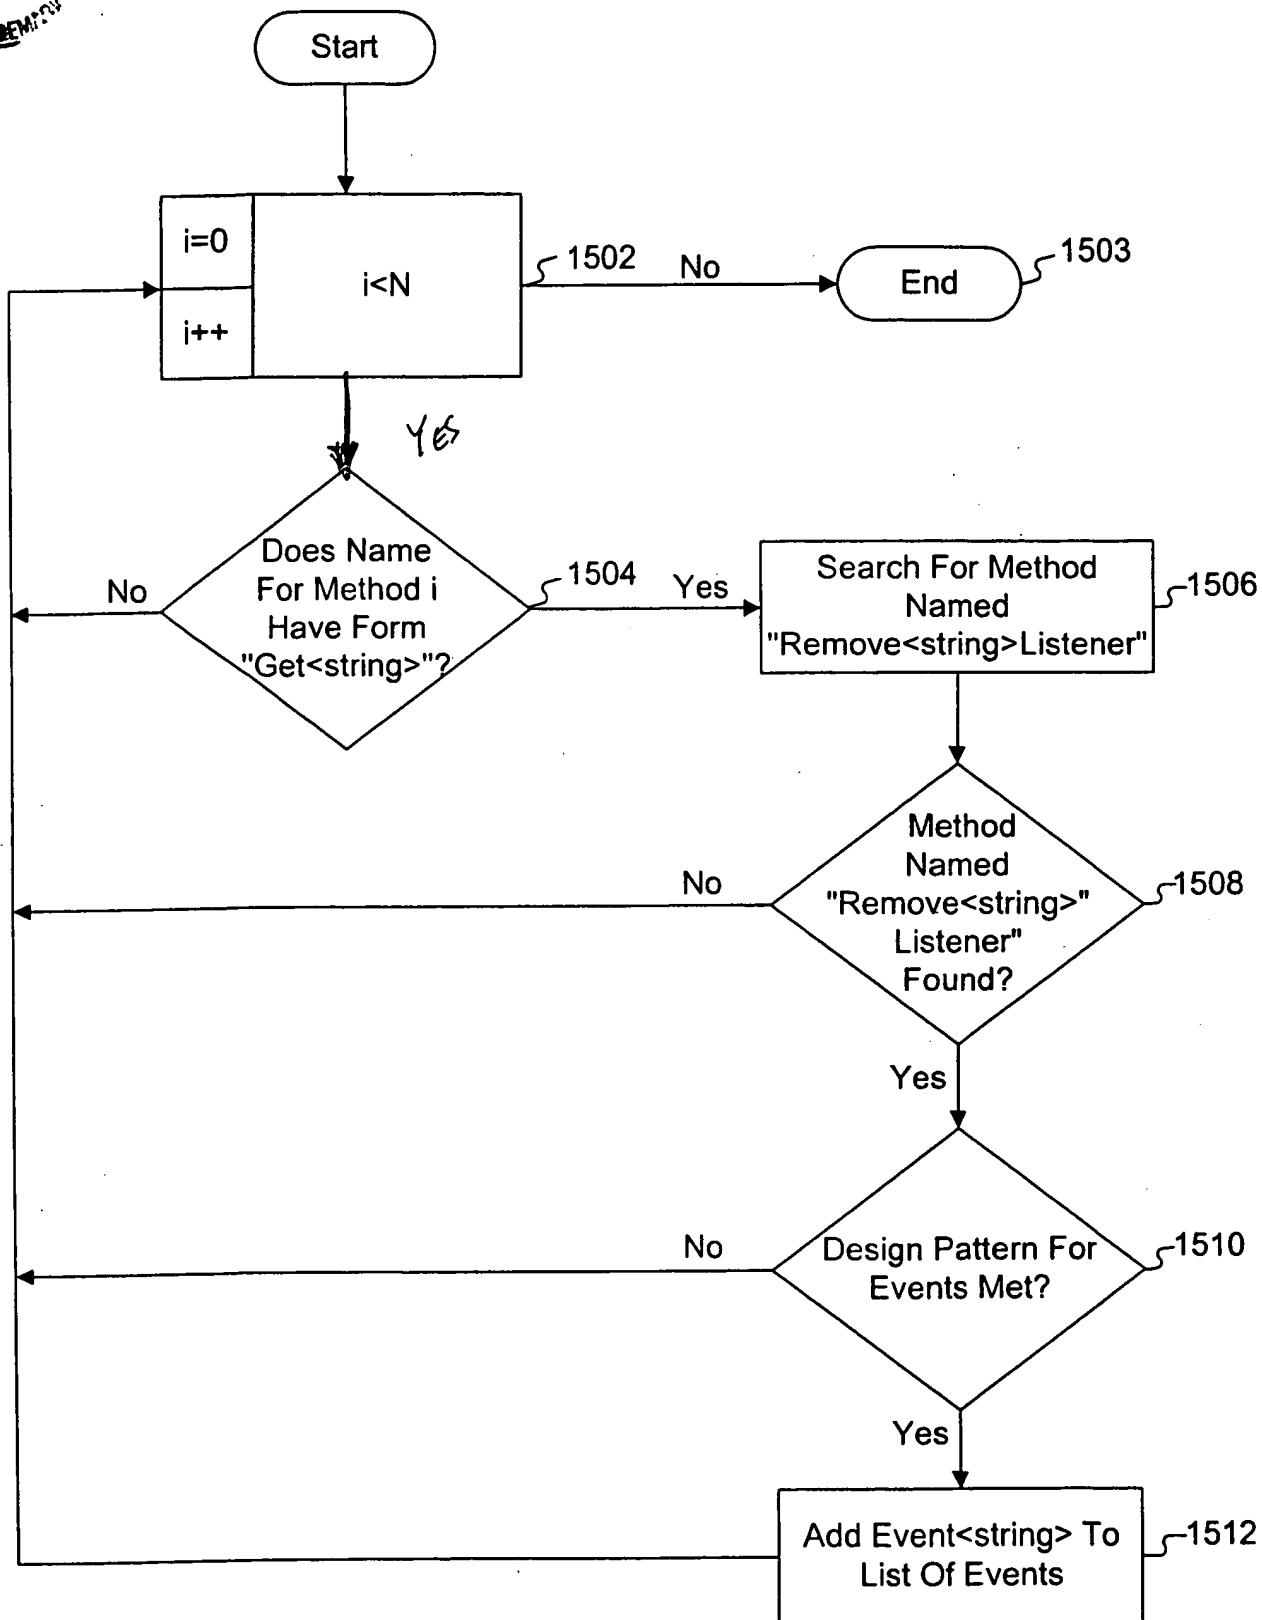 Start
i=0
i++
i<N
1502
No
End
1503
YES
Does Name
For Method i
Have Form
"Get<string>"?
No
1504
Yes
Search For Method
Named
"Remove<string>Listener"
1506
Method
Named
"Remove<string>"
Listener"
Found?
No
1508
Yes
Design Pattern For
Events Met?
No
1510
Yes
Add Event<string> To
List Of Events
1512